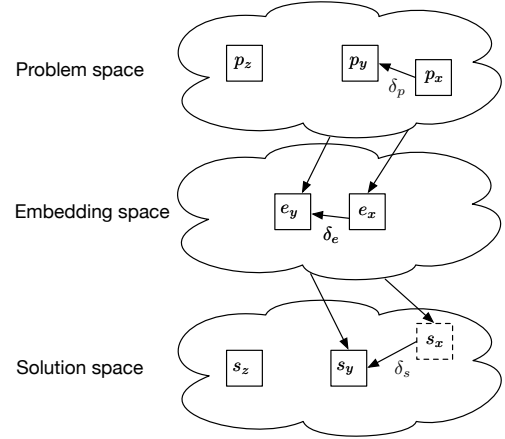 Problem space
p_z
p_y
p_x
δ_p
Embedding space
e_y
e_x
δ_e
Solution space
s_z
s_y
s_x
δ_s